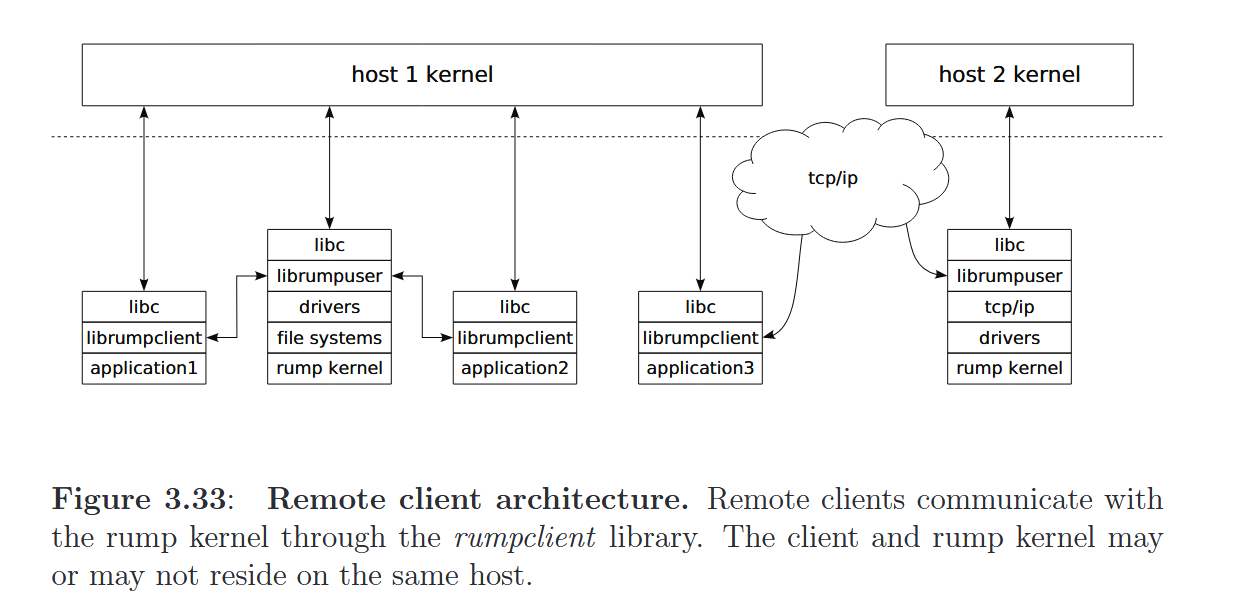 host 1 kernel
host 2 kernel
tcp/ip
libc
librumpclient
application1
libc
librumpuser
drivers
file systems
rump kernel
libc
librumpclient
application2
libc
librumpclient
application3
libc
librumpuser
tcp/ip
drivers
rump kernel
Figure 3.33: Remote client architecture. Remote clients communicate with
the rump kernel through the rumpclient library. The client and rump kernel may
or may not reside on the same host.